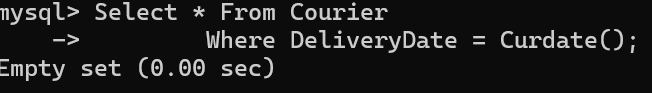 mysql> Select * From Courier
    ->         Where DeliveryDate = Curdate();
Empty set (0.00 sec)